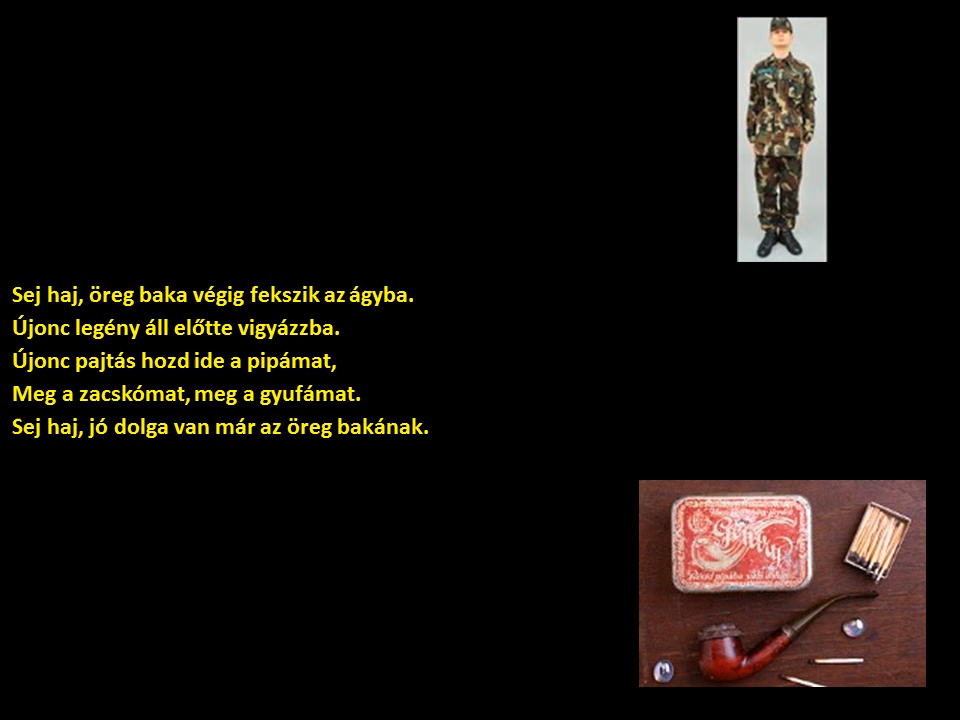 Sej haj, öreg baka végig fekszik az ágyba.
Újonc legény áll előtte vigyázzba.
Újonc pajtás hozd ide a pipámat,
Meg a zacskómat, meg a gyufámat.
Sej haj, jó dolga van már az öreg bakának.